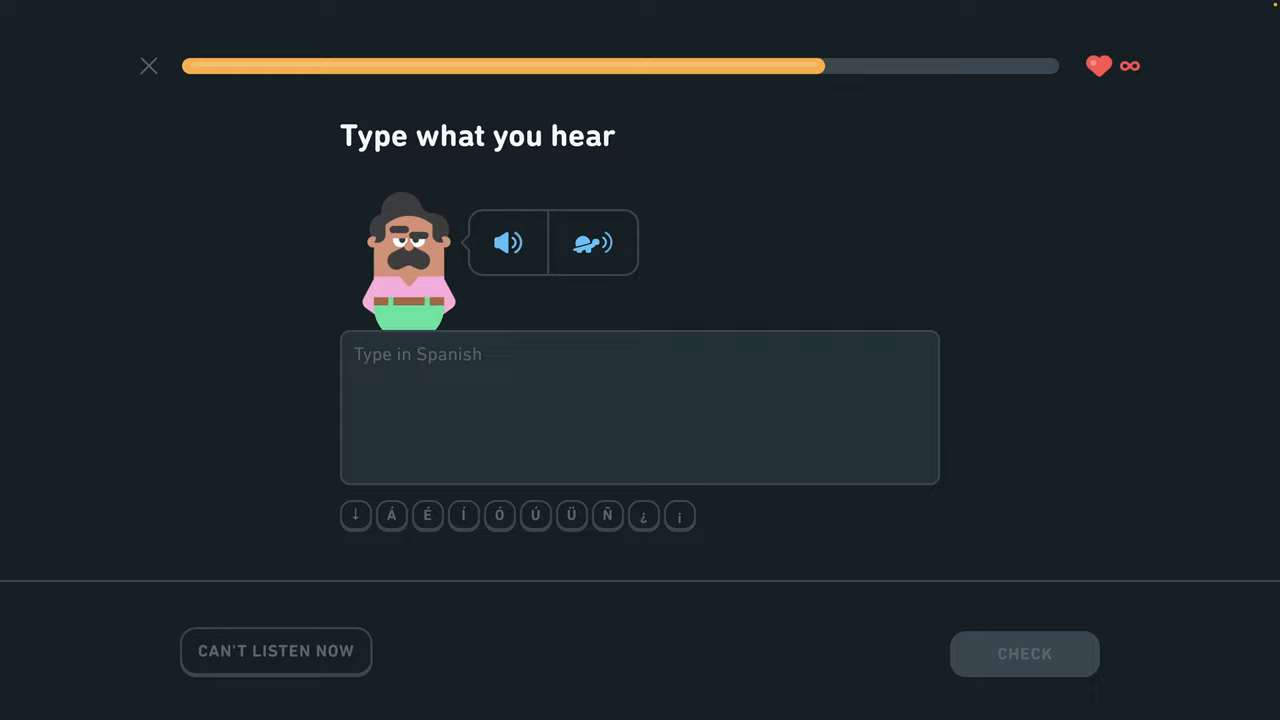 Type what you hear
Type in Spanish
↓ Á É Í Ó Ú Ü Ñ ¿ ¡
CAN'T LISTEN NOW
CHECK